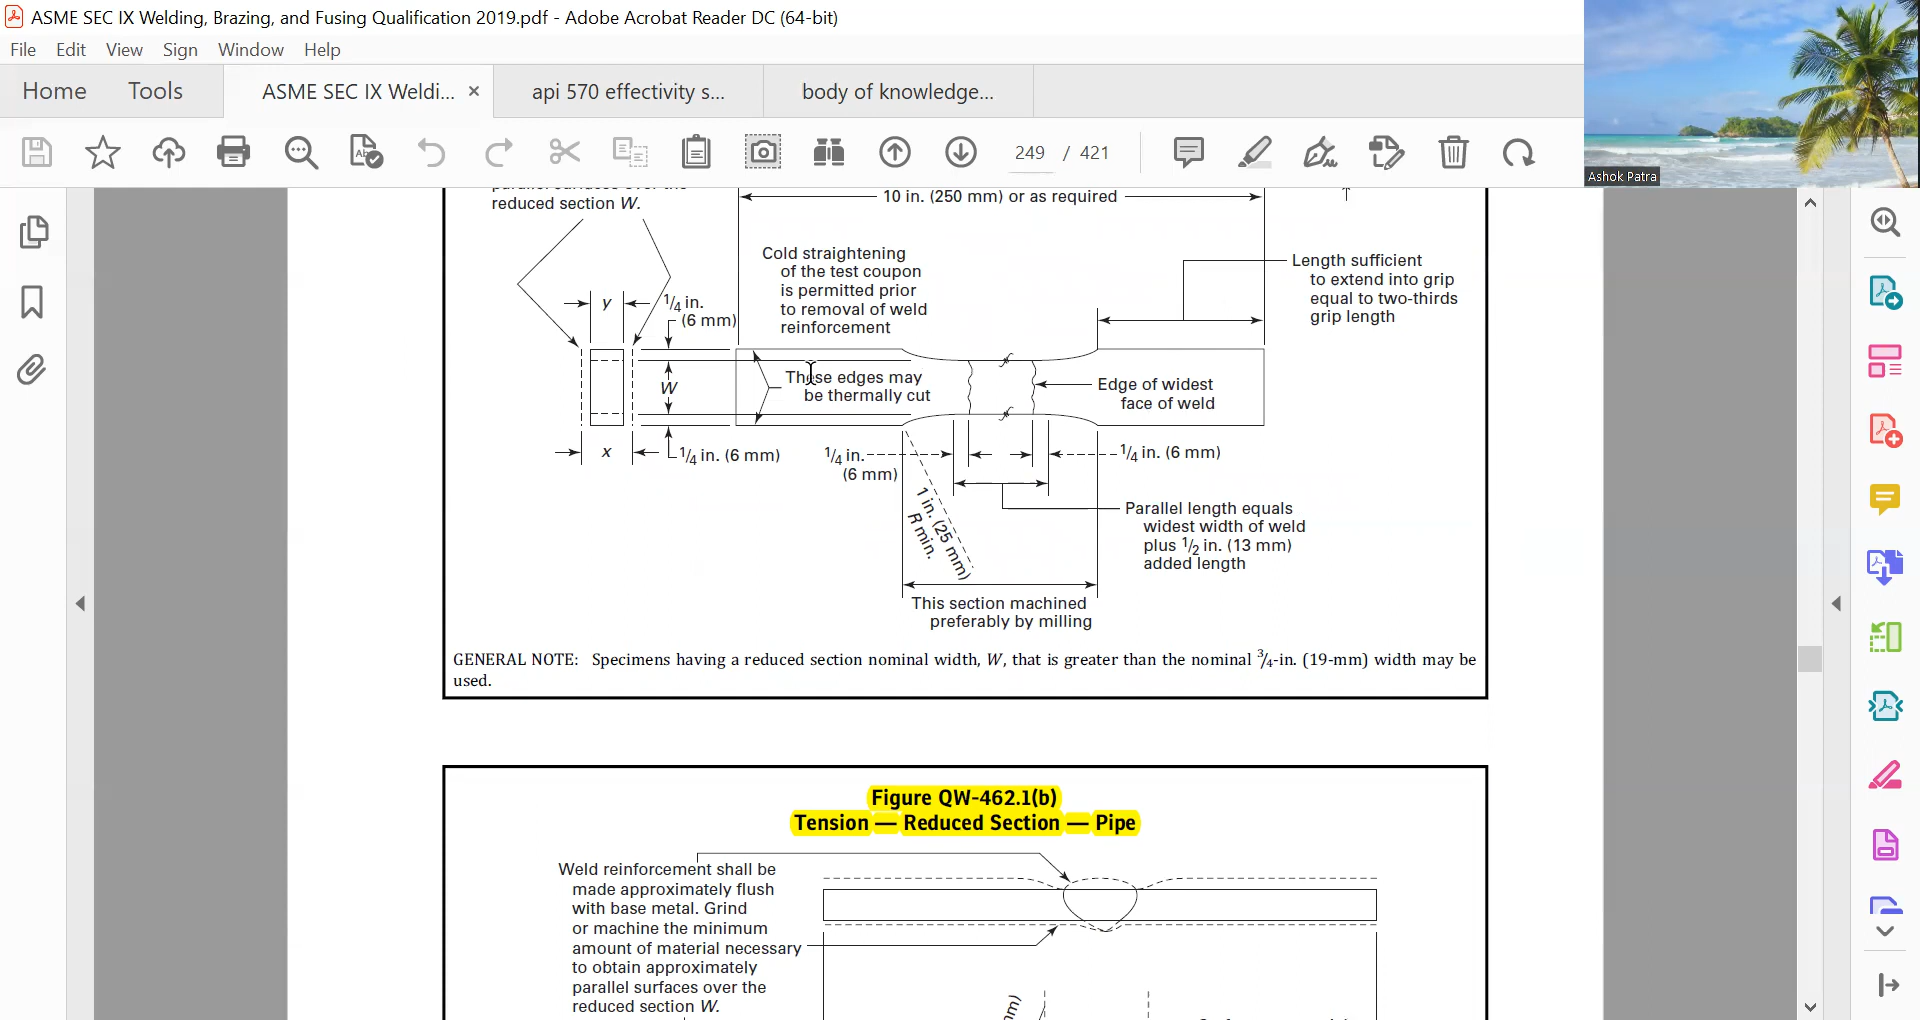 ASME SEC IX Welding, Brazing, and Fusing Qualification 2019.pdf - Adobe Acrobat Reader DC (64-bit)
File Edit View Sign Window Help
Home Tools ASME SEC IX Weldi... × api 570 effectivity s... body of knowledge...
249 / 421
Ashok Patra
reduced section W.
10 in. (250 mm) or as required
Cold straightening
of the test coupon
is permitted prior
to removal of weld
reinforcement
Length sufficient
to extend into grip
equal to two-thirds
grip length
y
1/4 in.
(6 mm)
W
These edges may
be thermally cut
Edge of widest
face of weld
x
1/4 in. (6 mm)
1/4 in.
(6 mm)
1/4 in. (6 mm)
1 in. (25 mm)
R min.
Parallel length equals
widest width of weld
plus 1/2 in. (13 mm)
added length
This section machined
preferably by milling
GENERAL NOTE: Specimens having a reduced section nominal width, W, that is greater than the nominal 3/4-in. (19-mm) width may be
used.
Figure QW-462.1(b)
Tension — Reduced Section — Pipe
Weld reinforcement shall be
made approximately flush
with base metal. Grind
or machine the minimum
amount of material necessary
to obtain approximately
parallel surfaces over the
reduced section W.